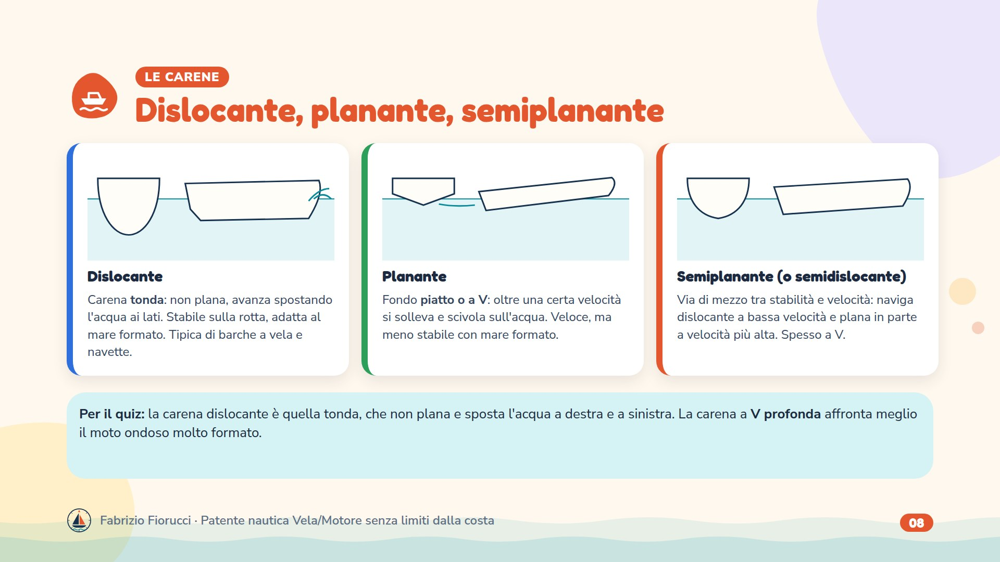 LE CARENE
Dislocante, planante, semiplanante
Dislocante
Carena tonda: non plana, avanza spostando
l'acqua ai lati. Stabile sulla rotta, adatta al
mare formato. Tipica di barche a vela e
navette.
Planante
Fondo piatto o a V: oltre una certa velocità
si solleva e scivola sull'acqua. Veloce, ma
meno stabile con mare formato.
Semiplanante (o semidislocante)
Via di mezzo tra stabilità e velocità: naviga
dislocante a bassa velocità e plana in parte
a velocità più alta. Spesso a V.
Per il quiz: la carena dislocante è quella tonda, che non plana e sposta l'acqua a destra e a sinistra. La carena a V profonda affronta meglio
il moto ondoso molto formato.
Fabrizio Fiorucci · Patente nautica Vela/Motore senza limiti dalla costa
08